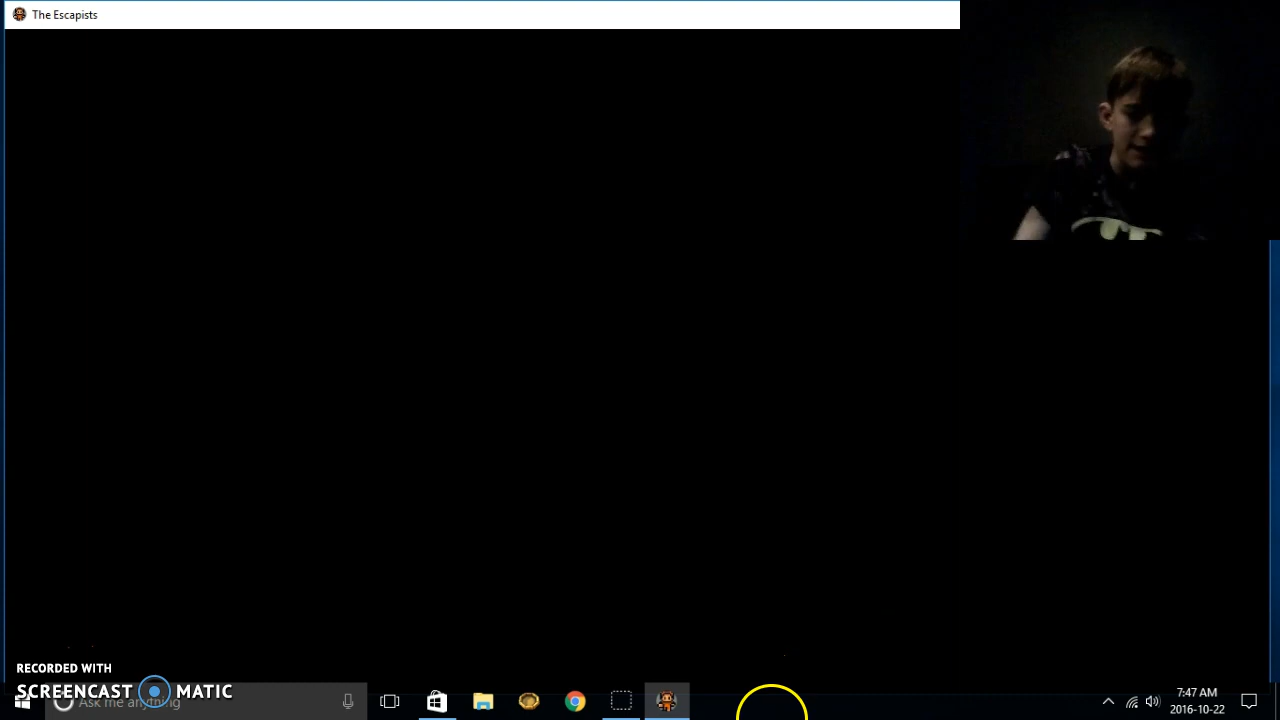 The Escapists
RECORDED WITH
SCREENCAST MATIC
Ask me anything
7:47 AM
2016-10-22